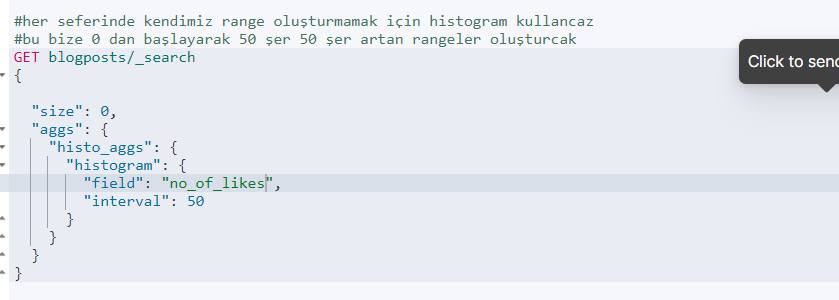 #her seferinde kendimiz range oluşturmamak için histogram kullancaz
#bu bize 0 dan başlayarak 50 şer 50 şer artan rangeler oluşturcak
GET blogposts/_search
{
"size": 0,
"aggs": {
"histo_aggs": {
"histogram": {
"field": "no_of_likes",
"interval": 50
}
}
}
}
Click to send